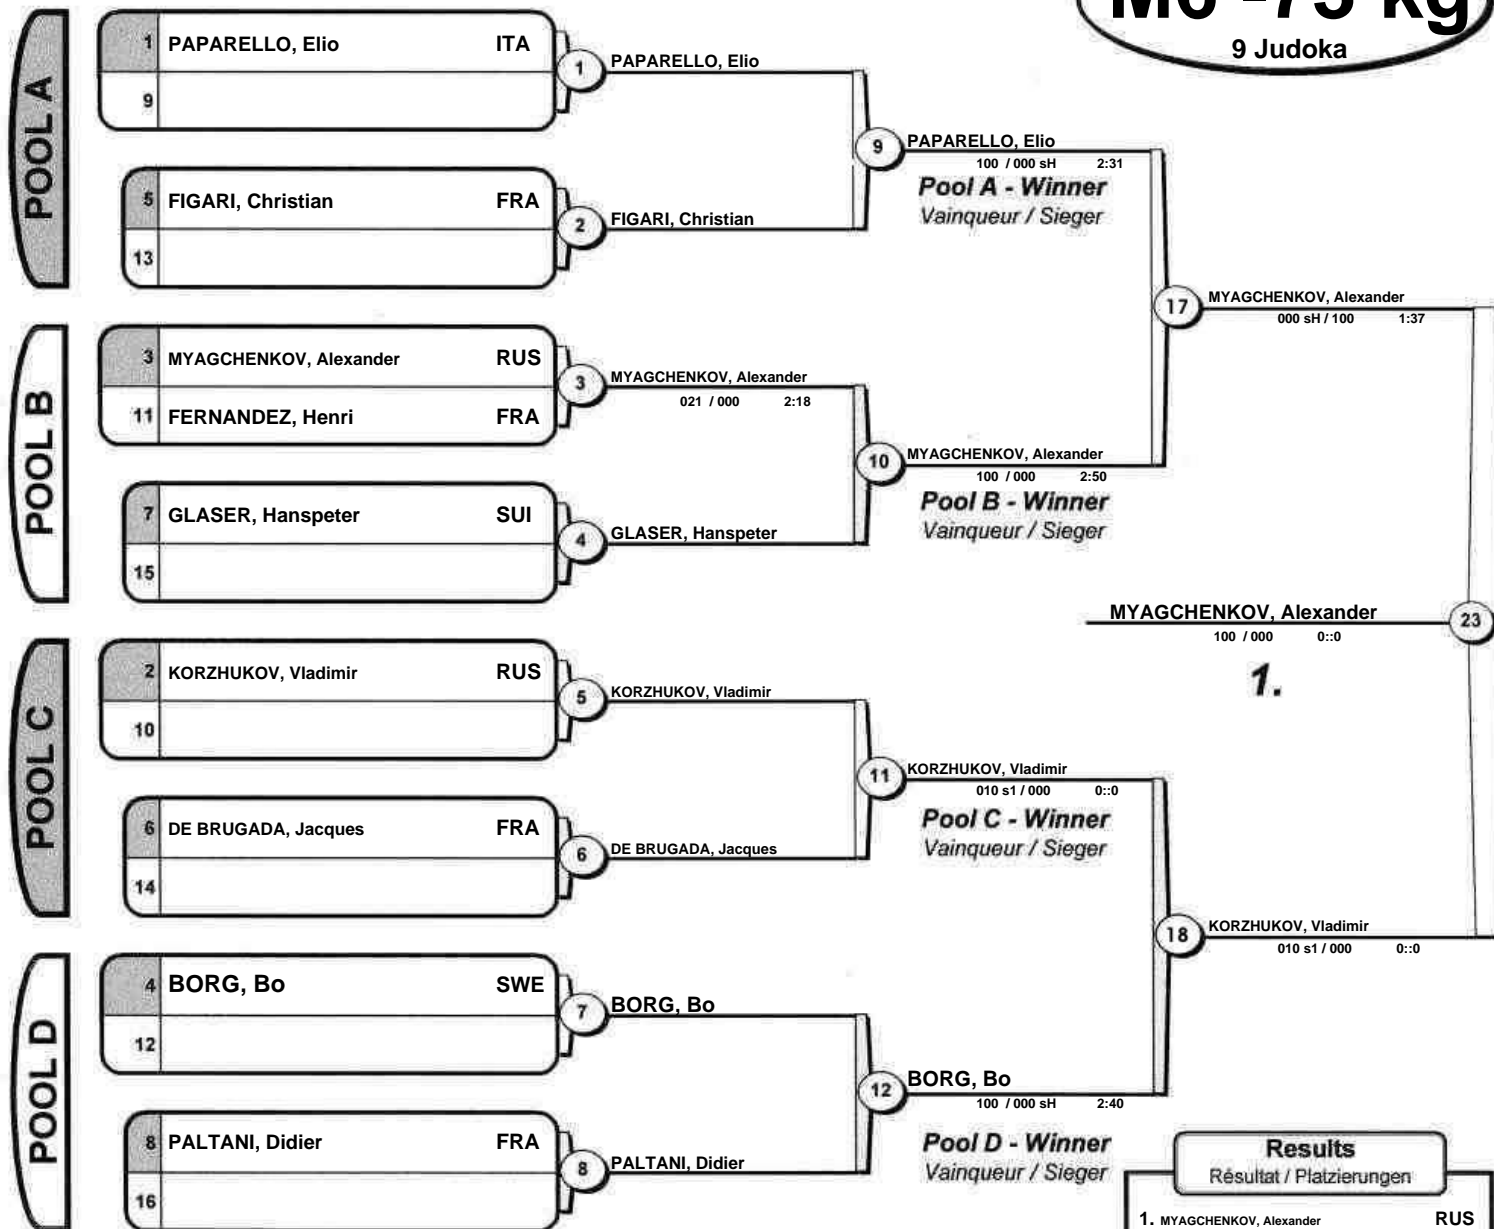 M6 -73 kg
9 Judoka
POOL A
1 PAPARELLO, Elio ITA
9
1 PAPARELLO, Elio
5 FIGARI, Christian FRA
13
2 FIGARI, Christian
9 PAPARELLO, Elio
100 / 000 sH 2:31
Pool A - Winner
Vainqueur / Sieger
POOL B
3 MYAGCHENKOV, Alexander RUS
11 FERNANDEZ, Henri FRA
3 MYAGCHENKOV, Alexander
021 / 000 2:18
7 GLASER, Hanspeter SUI
15
4 GLASER, Hanspeter
10 MYAGCHENKOV, Alexander
100 / 000 2:50
Pool B - Winner
Vainqueur / Sieger
17 MYAGCHENKOV, Alexander
000 sH / 100 1:37
MYAGCHENKOV, Alexander 23
100 / 000 0::0
1.
POOL C
2 KORZHUKOV, Vladimir RUS
10
5 KORZHUKOV, Vladimir
6 DE BRUGADA, Jacques FRA
14
6 DE BRUGADA, Jacques
11 KORZHUKOV, Vladimir
010 s1 / 000 0::0
Pool C - Winner
Vainqueur / Sieger
POOL D
4 BORG, Bo SWE
12
7 BORG, Bo
8 PALTANI, Didier FRA
16
8 PALTANI, Didier
12 BORG, Bo
100 / 000 sH 2:40
Pool D - Winner
Vainqueur / Sieger
18 KORZHUKOV, Vladimir
010 s1 / 000 0::0
Results
Résultat / Platzierungen
1. MYAGCHENKOV, Alexander RUS